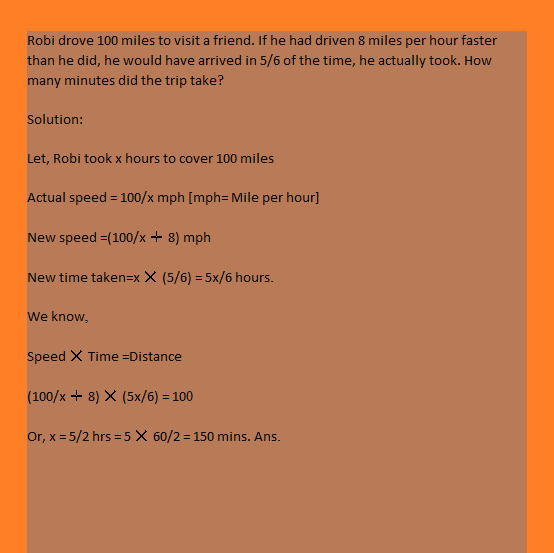 Robi drove 100 miles to visit a friend. If he had driven 8 miles per hour faster
than he did, he would have arrived in 5/6 of the time, he actually took. How
many minutes did the trip take?
Solution:
Let, Robi took x hours to cover 100 miles
Actual speed = 100/x mph [mph= Mile per hour]
New speed =(100/x + 8) mph
New time taken=x × (5/6) = 5x/6 hours.
We know,
Speed × Time =Distance
(100/x + 8) × (5x/6) = 100
Or, x = 5/2 hrs = 5 × 60/2 = 150 mins. Ans.